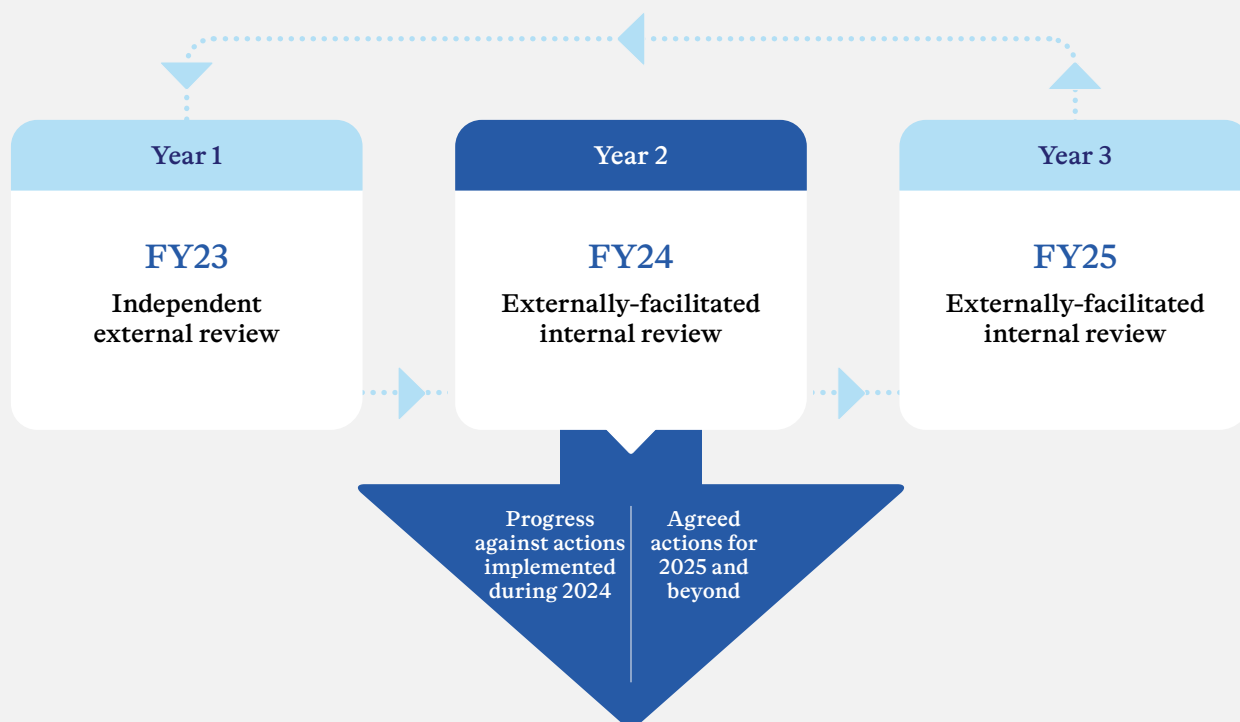 Year 1
FY23
Independent
external review
Year 2
FY24
Externally-facilitated
internal review
Year 3
FY25
Externally-facilitated
internal review
Progress
against actions
implemented
during 2024
Agreed
actions for
2025 and
beyond